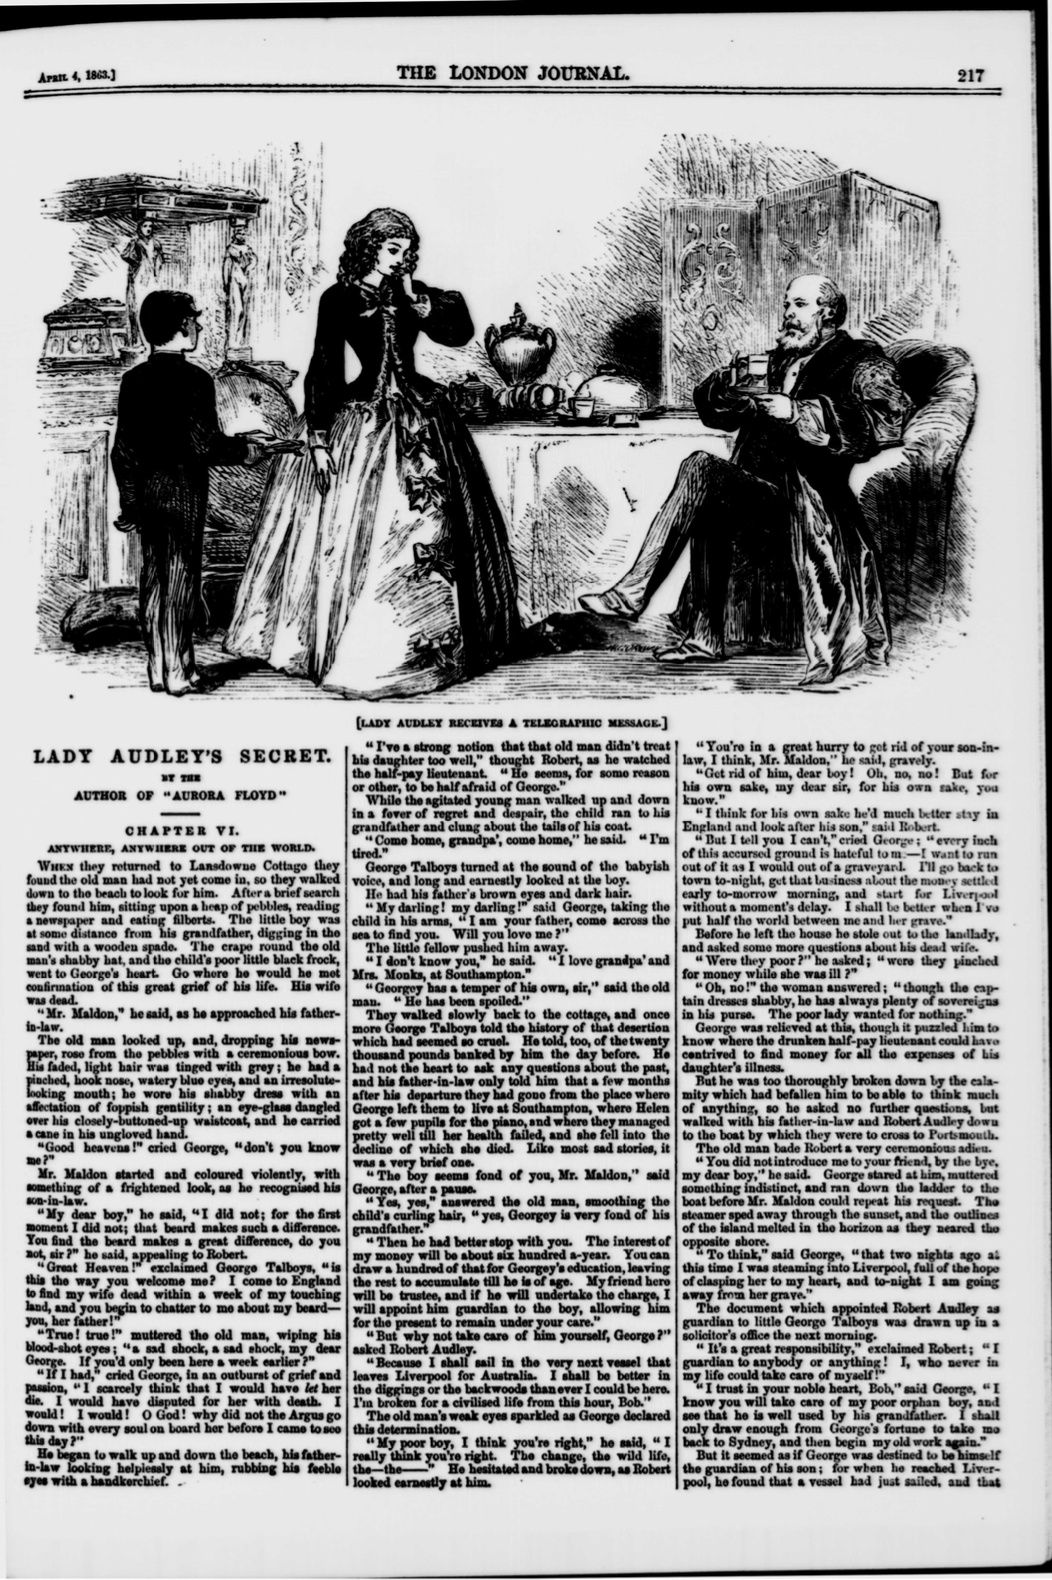 APRIL 4, 1863.]
THE LONDON JOURNAL.
217
[LADY AUDLEY RECEIVES A TELEGRAPHIC MESSAGE.]
LADY AUDLEY'S SECRET.
BY THE
AUTHOR OF "AURORA FLOYD"
CHAPTER VI.
ANYWHERE, ANYWHERE OUT OF THE WORLD.
WHEN they returned to Lansdowne Cottage they
found the old man had not yet come in, so they walked
down to the beach to look for him. After a brief search
they found him, sitting upon a heap of pebbles, reading
a newspaper and eating filberts. The little boy was
at some distance from his grandfather, digging in the
sand with a wooden spade. The crape round the old
man's shabby hat, and the child's poor little black frock,
went to George's heart. Go where he would he met
confirmation of this great grief of his life. His wife
was dead.
"Mr. Maldon," he said, as he approached his father-
in-law.
The old man looked up, and, dropping his news-
paper, rose from the pebbles with a ceremonious bow.
His faded, light hair was tinged with grey; he had a
pinched, hook nose, watery blue eyes, and an irresolute-
looking mouth; he wore his shabby dress with an
affectation of foppish gentility; an eye-glass dangled
over his closely-buttoned-up waistcoat, and he carried
a cane in his ungloved hand.
"Good heavens!" cried George, "don't you know
me?"
Mr. Maldon started and coloured violently, with
something of a frightened look, as he recognised his
son-in-law.
"My dear boy," he said, "I did not; for the first
moment I did not; that beard makes such a difference.
You find the beard makes a great difference, do you
not, sir?" he said, appealing to Robert.
"Great Heaven!" exclaimed George Talboys, "is
this the way you welcome me? I come to England
to find my wife dead within a week of my touching
land, and you begin to chatter to me about my beard—
you, her father!"
"True! true!" muttered the old man, wiping his
blood-shot eyes; "a sad shock, a sad shock, my dear
George. If you'd only been here a week earlier?"
"If I had," cried George, in an outburst of grief and
passion, "I scarcely think that I would have let her
die. I would have disputed for her with death. I
would! I would! O God! why did not the Argus go
down with every soul on board her before I came to see
this day?"
He began to walk up and down the beach, his father-
in-law looking helplessly at him, rubbing his feeble
eyes with a handkerchief.
"I've a strong notion that that old man didn't treat
his daughter too well," thought Robert, as he watched
the half-pay lieutenant. "He seems, for some reason
or other, to be half afraid of George."
While the agitated young man walked up and down
in a fever of regret and despair, the child ran to his
grandfather and clung about the tails of his coat.
"Come home, grandpa', come home," he said. "I'm
tired."
George Talboys turned at the sound of the babyish
voice, and long and earnestly looked at the boy.
He had his father's brown eyes and dark hair.
"My darling! my darling!" said George, taking the
child in his arms, "I am your father, come across the
sea to find you. Will you love me?"
The little fellow pushed him away.
"I don't know you," he said. "I love grandpa' and
Mrs. Monks, at Southampton."
"Georgey has a temper of his own, sir," said the old
man. "He has been spoiled."
They walked slowly back to the cottage, and once
more George Talboys told the history of that desertion
which had seemed so cruel. He told, too, of the twenty
thousand pounds banked by him the day before. He
had not the heart to ask any questions about the past,
and his father-in-law only told him that a few months
after his departure they had gone from the place where
George left them to live at Southampton, where Helen
got a few pupils for the piano, and where they managed
pretty well till her health failed, and she fell into the
decline of which she died. Like most sad stories, it
was a very brief one.
"The boy seems fond of you, Mr. Maldon," said
George, after a pause.
"Yes, yes," answered the old man, smoothing the
child's curling hair, "yes, Georgey is very fond of his
grandfather."
"Then he had better stop with you. The interest of
my money will be about six hundred a-year. You can
draw a hundred of that for Georgey's education, leaving
the rest to accumulate till he is of age. My friend here
will be trustee, and if he will undertake the charge, I
will appoint him guardian to the boy, allowing him
for the present to remain under your care."
"But why not take care of him yourself, George?"
asked Robert Audley.
"Because I shall sail in the very next vessel that
leaves Liverpool for Australia. I shall be better in
the diggings or the backwoods than ever I could be here.
I'm broken for a civilised life from this hour, Bob."
The old man's weak eyes sparkled as George declared
this determination.
"My poor boy, I think you're right," he said, "I
really think you're right. The change, the wild life,
the—the——" He hesitated and broke down, as Robert
looked earnestly at him.
"You're in a great hurry to get rid of your son-in-
law, I think, Mr. Maldon," he said, gravely.
"Get rid of him, dear boy! Oh, no, no! But for
his own sake, my dear sir, for his own sake, you
know."
"I think for his own sake he'd much better stay in
England and look after his son," said Robert.
"But I tell you I can't," cried George; "every inch
of this accursed ground is hateful to me—I want to run
out of it as I would out of a graveyard. I'll go back to
town to-night, get that business about the money settled
early to-morrow morning, and start for Liverpool
without a moment's delay. I shall be better when I've
put half the world between me and her grave."
Before he left the house he stole out to the landlady,
and asked some more questions about his dead wife.
"Were they poor?" he asked; "were they pinched
for money while she was ill?"
"Oh, no!" the woman answered; "though the cap-
tain dresses shabby, he has always plenty of sovereigns
in his purse. The poor lady wanted for nothing."
George was relieved at this, though it puzzled him to
know where the drunken half-pay lieutenant could have
contrived to find money for all the expenses of his
daughter's illness.
But he was too thoroughly broken down by the cala-
mity which had befallen him to be able to think much
of anything, so he asked no further questions, but
walked with his father-in-law and Robert Audley down
to the boat by which they were to cross to Portsmouth.
The old man bade Robert a very ceremonious adieu.
"You did not introduce me to your friend, by the bye,
my dear boy," he said. George stared at him, muttered
something indistinct, and ran down the ladder to the
boat before Mr. Maldon could repeat his request. The
steamer sped away through the sunset, and the outlines
of the island melted in the horizon as they neared the
opposite shore.
"To think," said George, "that two nights ago at
this time I was steaming into Liverpool, full of the hope
of clasping her to my heart, and to-night I am going
away from her grave."
The document which appointed Robert Audley as
guardian to little George Talboys was drawn up in a
solicitor's office the next morning.
"It's a great responsibility," exclaimed Robert; "I
guardian to anybody or anything! I, who never in
my life could take care of myself!"
"I trust in your noble heart, Bob," said George, "I
know you will take care of my poor orphan boy, and
see that he is well used by his grandfather. I shall
only draw enough from George's fortune to take me
back to Sydney, and then begin my old work again."
But it seemed as if George was destined to be himself
the guardian of his son; for when he reached Liver-
pool, he found that a vessel had just sailed, and that